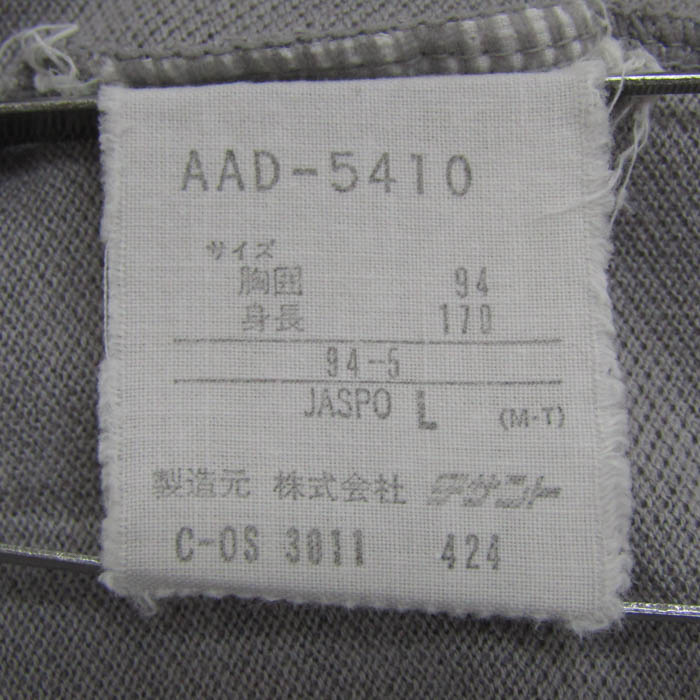 AAD-5410
サイズ
胸囲 94
身長 170
94-5
JASPO L (M・T)
製造元 株式会社 デサント
C-OS 3011 424